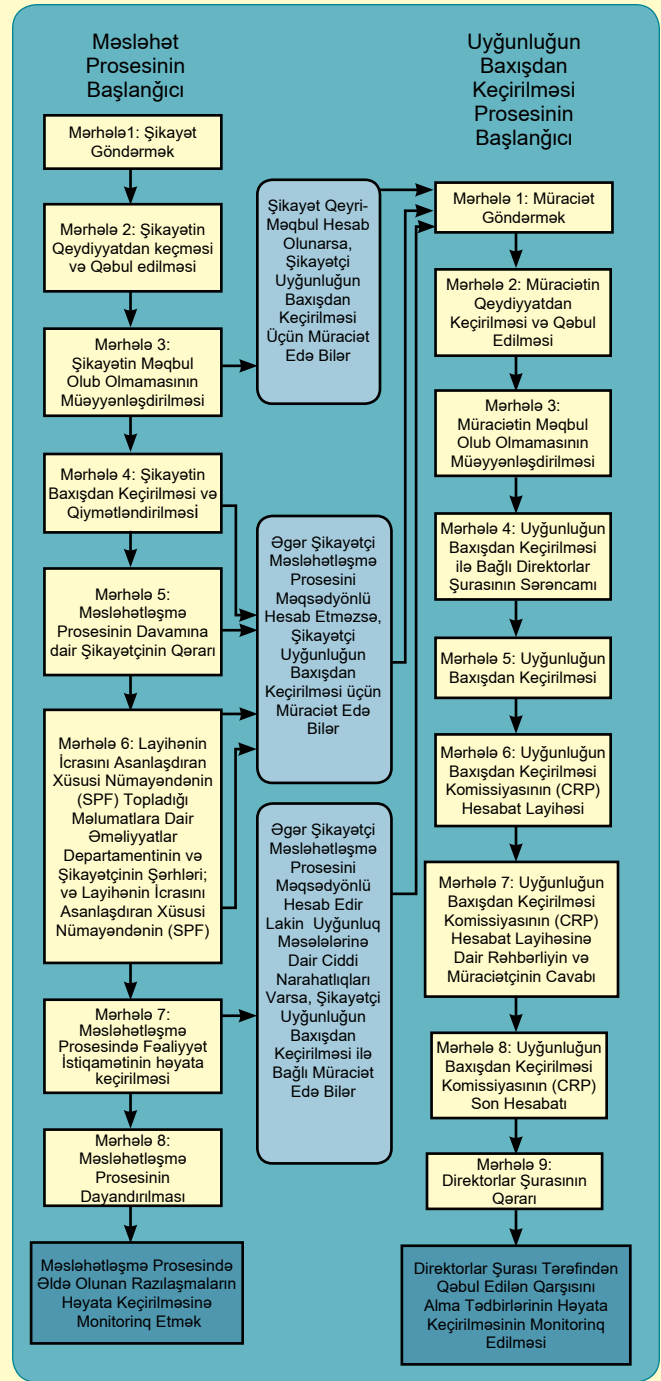 Məsləhət
Prosesinin
Başlanğıcı
Mərhələ1: Şikayət
Göndərmək
Mərhələ 2: Şikayətin
Qeydiyyatdan keçməsi
və Qəbul edilməsi
Mərhələ 3:
Şikayətin Məqbul
Olub Olmamasının
Müəyyənləşdirilməsi
Mərhələ 4: Şikayətin
Baxışdan Keçirilməsi və
Qiymətləndirilməsi
Mərhələ 5:
Məsləhətləşmə
Prosesinin Davamına
dair Şikayətçinin Qərarı
Mərhələ 6: Layihənin
İcrasını Asanlaşdıran
Xüsusi Nümayəndənin
(SPF) Topladığı
Məlumatlara Dair
Əməliyyatlar
Departamentinin və
Şikayətçinin Şərhləri;
və Layihənin İcrasını
Asanlaşdıran Xüsusi
Nümayəndənin (SPF)
Mərhələ 7:
Məsləhətləşmə
Prosesində Fəaliyyət
İstiqamətinin həyata
keçirilməsi
Mərhələ 8:
Məsləhətləşmə
Prosesinin
Dayandırılması
Məsləhətləşmə Prosesində
Əldə Olunan Razılaşmaların
Həyata Keçirilməsinə
Monitorinq Etmək
Şikayət Qeyri-
Məqbul Hesab
Olunarsa,
Şikayətçi
Uyğunluğun
Baxışdan
Keçirilməsi
Üçün Müraciət
Edə Bilər
Əgər Şikayətçi
Məsləhətləşmə
Prosesini
Məqsədyönlü
Hesab Etməzsə,
Şikayətçi
Uyğunluğun
Baxışdan
Keçirilməsi üçün
Müraciət Edə
Bilər
Əgər Şikayətçi
Məsləhətləşmə
Prosesini
Məqsədyönlü
Hesab Edir
Lakin Uyğunluq
Məsələlərinə
Dair Ciddi
Narahatlıqları
Varsa, Şikayətçi
Uyğunluğun
Baxışdan
Keçirilməsi ilə
Bağlı Müraciət
Edə Bilər
Uyğunluğun
Baxışdan
Keçirilməsi
Prosesinin
Başlanğıcı
Mərhələ 1: Müraciət
Göndərmək
Mərhələ 2: Müraciətin
Qeydiyyatdan
Keçirilməsi və Qəbul
Edilməsi
Mərhələ 3:
Müraciətin Məqbul
Olub Olmamasının
Müəyyənləşdirilməsi
Mərhələ 4: Uyğunluğun
Baxışdan Keçirilməsi
ilə Bağlı Direktorlar
Şurasının Sərəncamı
Mərhələ 5: Uyğunluğun
Baxışdan Keçirilməsi
Mərhələ 6: Uyğunluğun
Baxışdan Keçirilməsi
Komissiyasının (CRP)
Hesabat Layihəsi
Mərhələ 7: Uyğunluğun
Baxışdan Keçirilməsi
Komissiyasının (CRP)
Hesabat Layihəsinə
Dair Rəhbərliyin və
Müraciətçinin Cavabı
Mərhələ 8: Uyğunluğun
Baxışdan Keçirilməsi
Komissiyasının (CRP)
Son Hesabatı
Mərhələ 9:
Direktorlar Şurasının
Qərarı
Direktorlar Şurası Tərəfindən
Qəbul Edilən Qarşısını
Alma Tədbirlərinin Həyata
Keçirilməsinin Monitorinq
Edilməsi